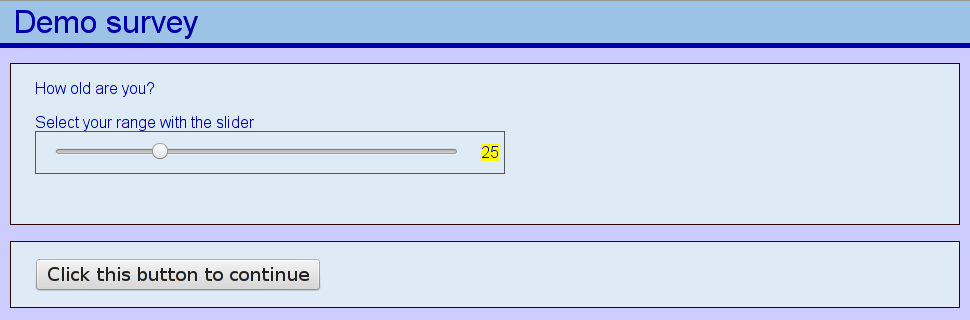 Demo survey
How old are you?
Select your range with the slider
25
Click this button to continue